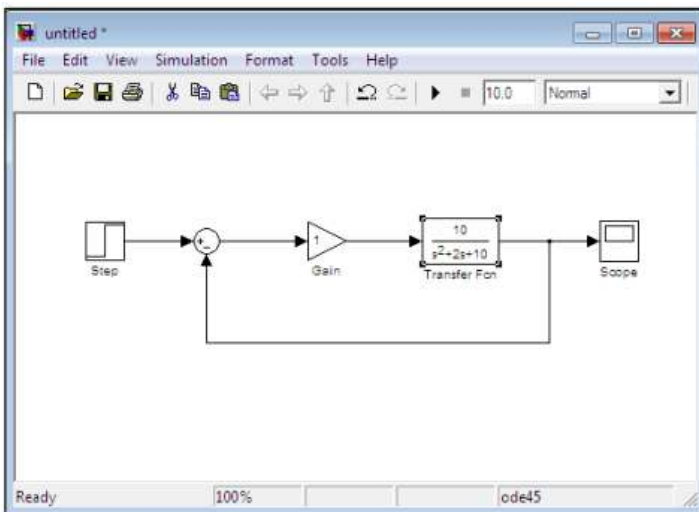 untitled *
File Edit View Simulation Format Tools Help
10.0 Normal
+
-
1
10
s²+2s+10
Step
Gain
Transfer Fcn
Scope
Ready 100% ode45